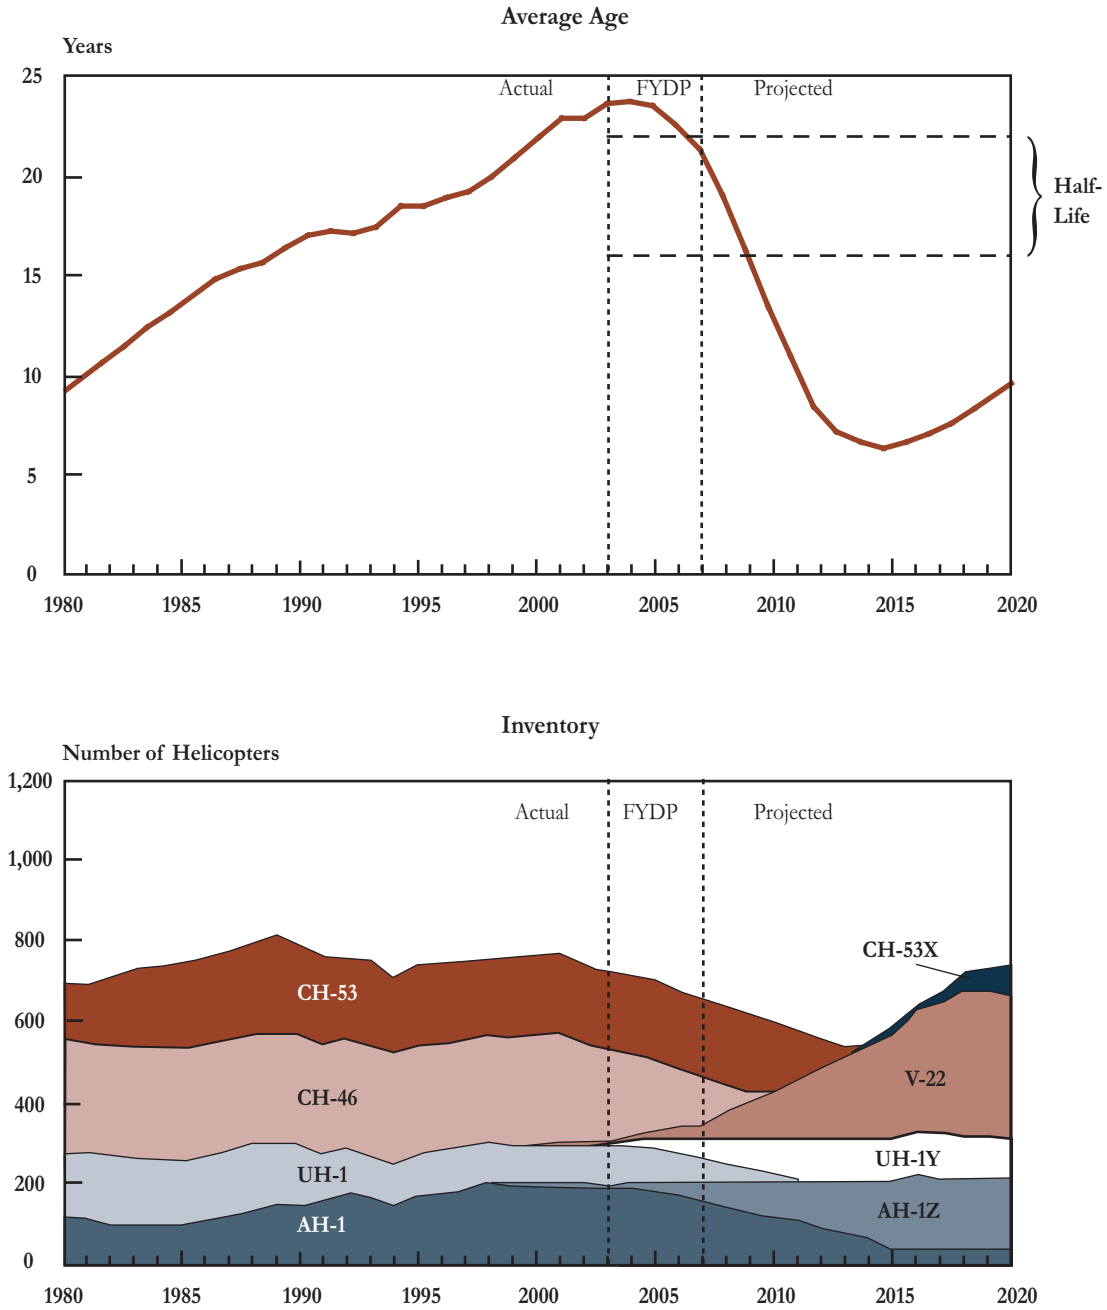 Average Age
Years
25
Actual
FYDP
Projected
20
Half-
Life
15
10
5
0
1980
1985
1990
1995
2000
2005
2010
2015
2020
Inventory
Number of Helicopters
1,200
Actual
FYDP
Projected
1,000
800
CH-53X
CH-53
600
V-22
CH-46
400
UH-1Y
UH-1
200
AH-1Z
AH-1
0
1980
1985
1990
1995
2000
2005
2010
2015
2020